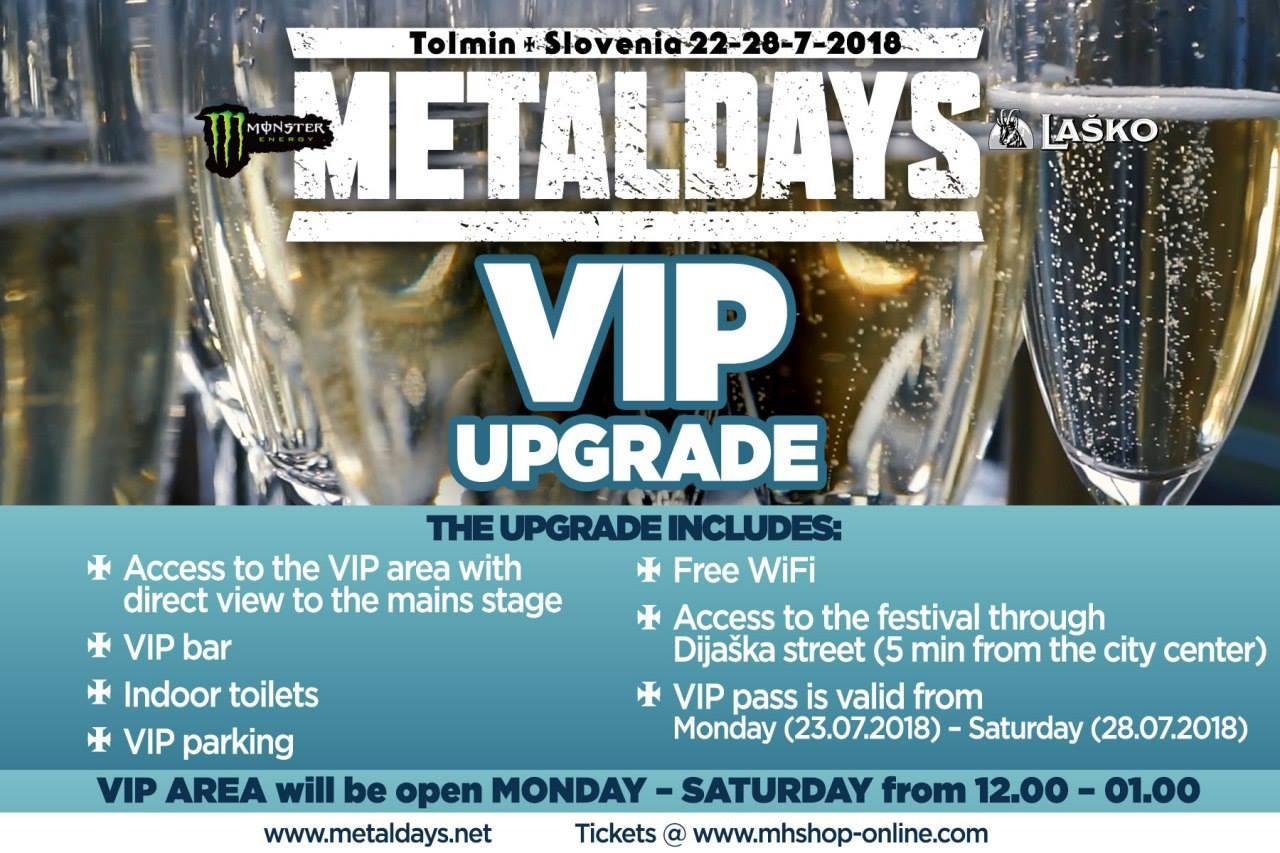 Tolmin ✠ Slovenia 22-28-7-2018
METALDAYS
MONSTER
ENERGY
LAŠKO
VIP
UPGRADE
THE UPGRADE INCLUDES:
✠ Access to the VIP area with
direct view to the mains stage
✠ VIP bar
✠ Indoor toilets
✠ VIP parking
✠ Free WiFi
✠ Access to the festival through
Dijaška street (5 min from the city center)
✠ VIP pass is valid from
Monday (23.07.2018) – Saturday (28.07.2018)
VIP AREA will be open MONDAY – SATURDAY from 12.00 – 01.00
www.metaldays.net Tickets @ www.mhshop-online.com